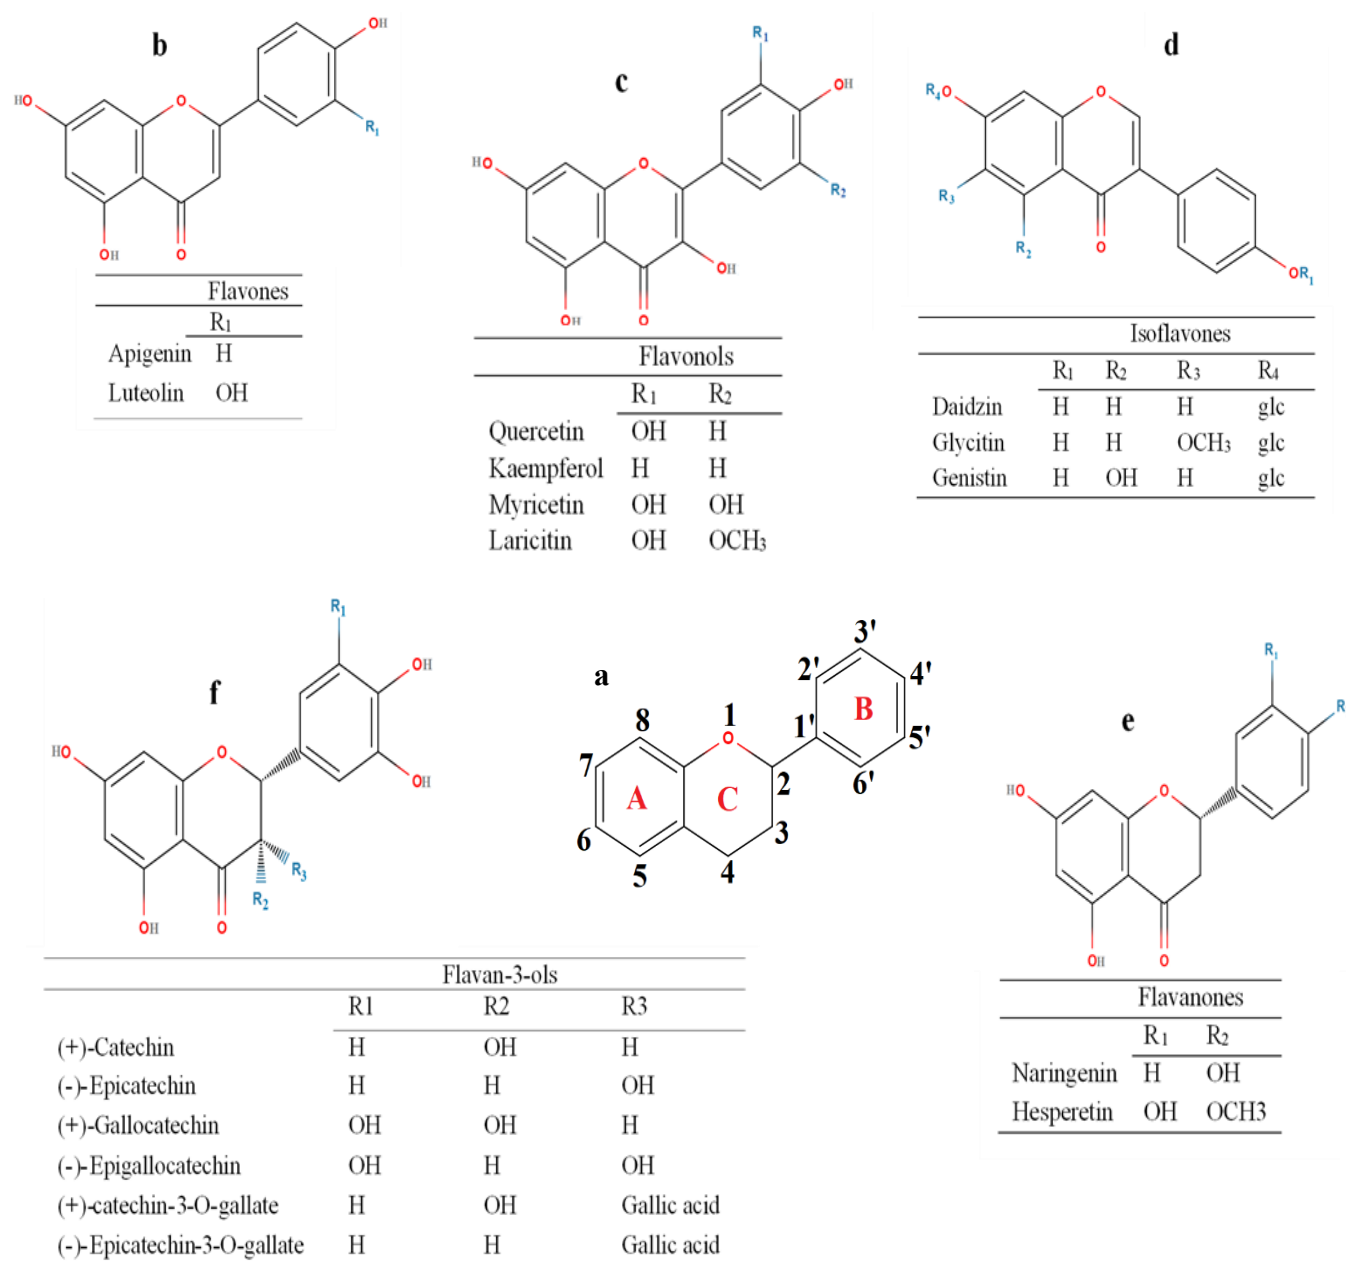 b
OH
HO
O
R1
OH
O
Flavones
R1
Apigenin H
Luteolin OH
c
R1
OH
HO
O
R2
OH
OH
O
Flavonols
R1 R2
Quercetin OH H
Kaempferol H H
Myricetin OH OH
Laricitin OH OCH3
d
R4O
O
R3
R2
O
OR1
Isoflavones
R1 R2 R3 R4
Daidzin H H H glc
Glycitin H H OCH3 glc
Genistin H OH H glc
f
R1
OH
HO
O
OH
R3
R2
OH
O
Flavan-3-ols
R1 R2 R3
(+)-Catechin H OH H
(-)-Epicatechin H H OH
(+)-Gallocatechin OH OH H
(-)-Epigallocatechin OH H OH
(+)-catechin-3-O-gallate H OH Gallic acid
(-)-Epicatechin-3-O-gallate H H Gallic acid
a
3'
2' 4'
B
8 1 1' 5'
O
7 6'
A C 2
6 3
5 4
e
R1
R
HO
O
OH
O
Flavanones
R1 R2
Naringenin H OH
Hesperetin OH OCH3